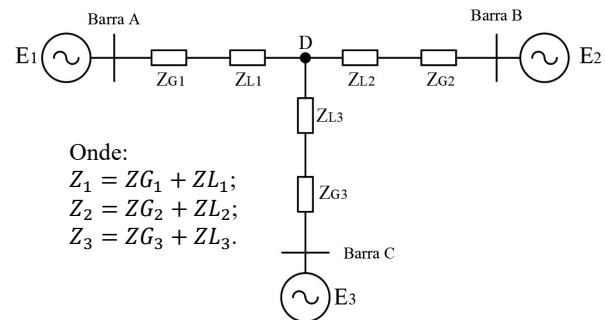 Barra A
D
Barra B
E1
E2
ZG1
ZL1
ZL2
ZG2
ZL3
Onde:
Z₁ = ZG₁ + ZL₁;
Z₂ = ZG₂ + ZL₂;
Z₃ = ZG₃ + ZL₃.
ZG3
Barra C
E3